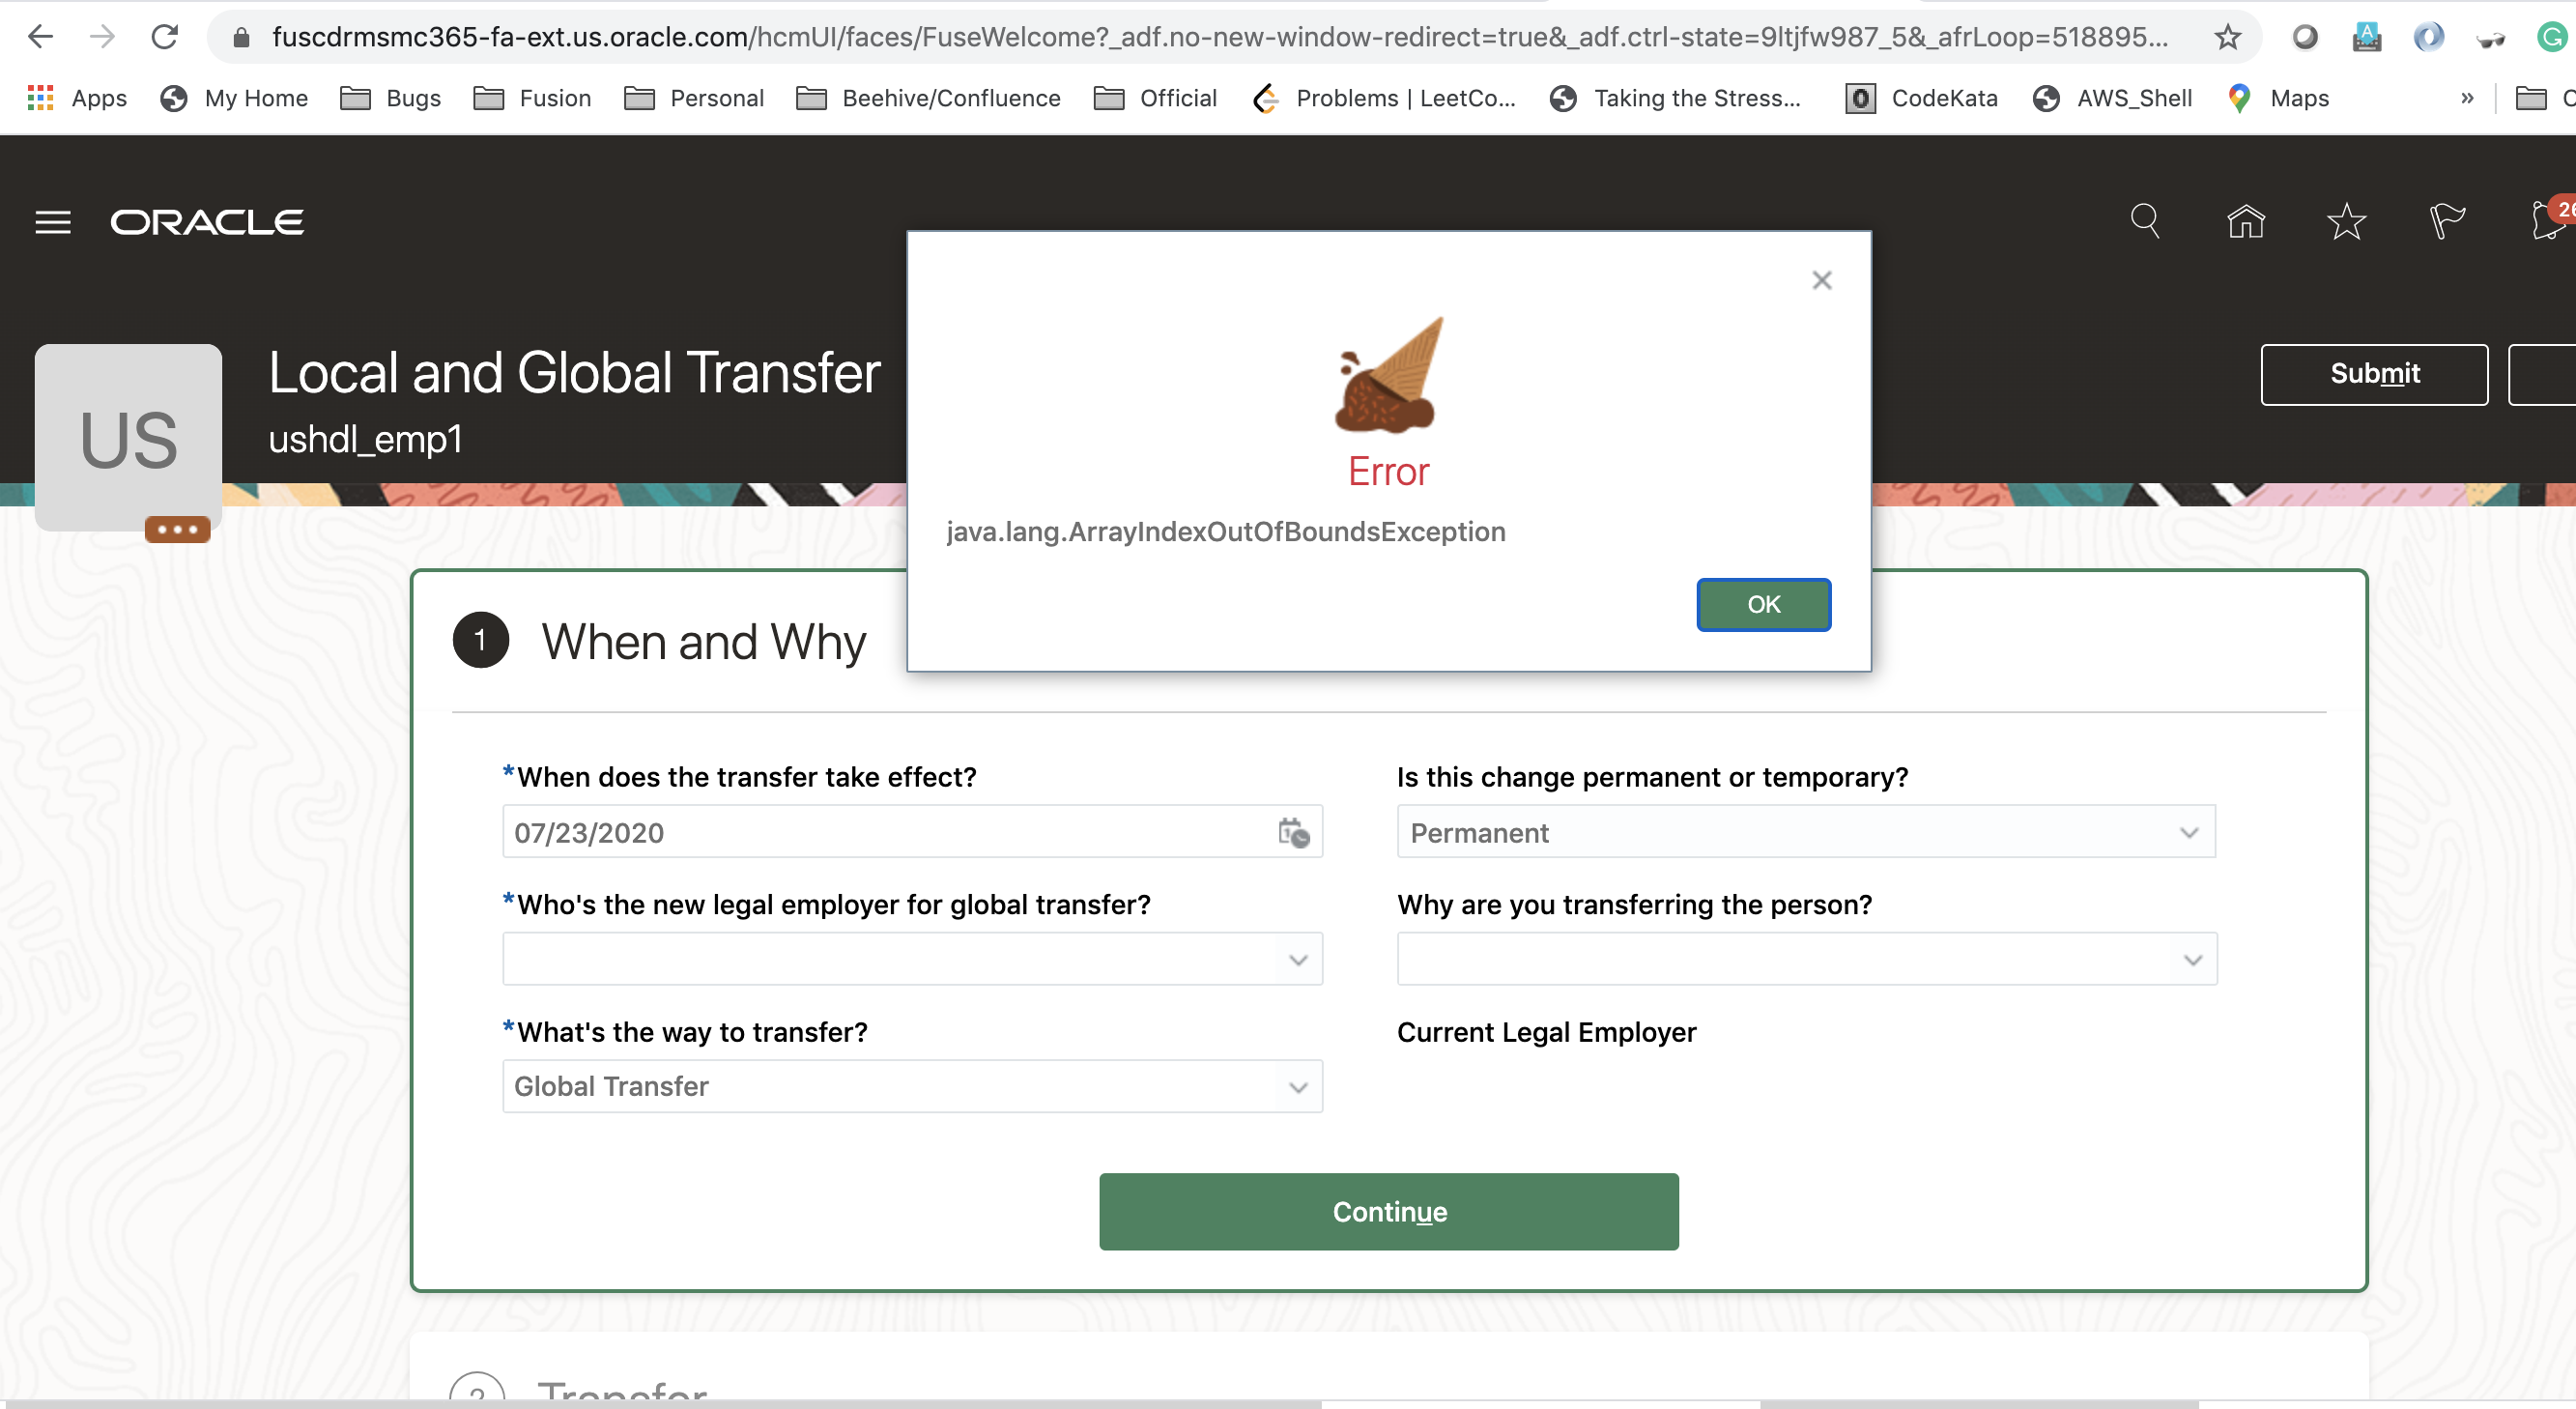 fuscdrmsmc365-fa-ext.us.oracle.com/hcmUI/faces/FuseWelcome?_adf.no-new-window-redirect=true&_adf.ctrl-state=9ltjfw987_5&_afrLoop=518895...
Apps My Home Bugs Fusion Personal Beehive/Confluence Official Problems | LeetCo... Taking the Stress... CodeKata AWS_Shell Maps »
ORACLE
26
US
Local and Global Transfer
ushdl_emp1
Submit
Error
java.lang.ArrayIndexOutOfBoundsException
OK
1 When and Why
*When does the transfer take effect?
07/23/2020
Is this change permanent or temporary?
Permanent
*Who's the new legal employer for global transfer?
Why are you transferring the person?
*What's the way to transfer?
Global Transfer
Current Legal Employer
Continue
2 Transfer